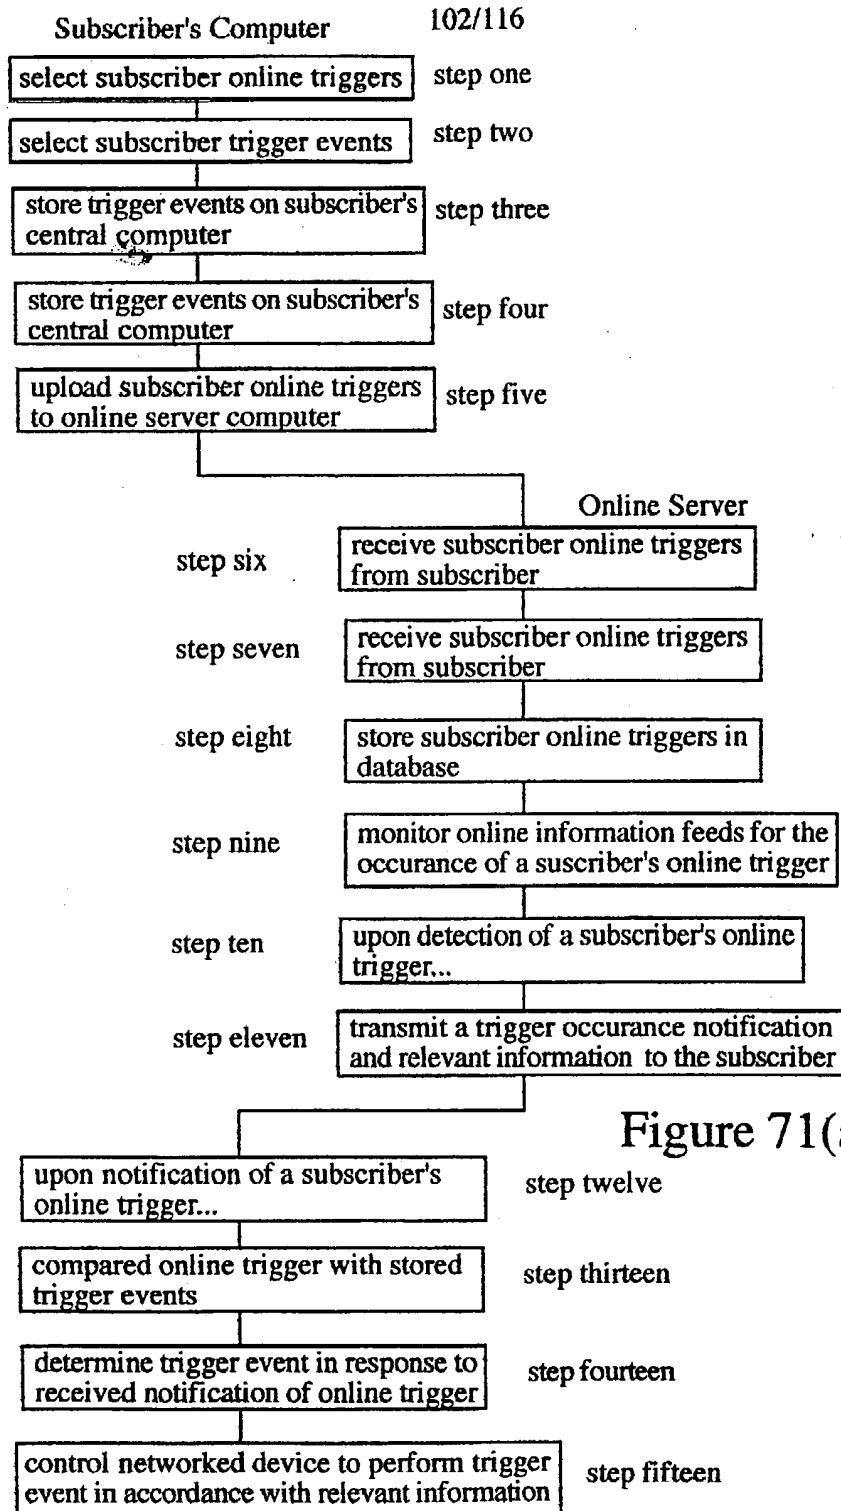 Subscriber's Computer
102/116
select subscriber online triggers
step one
select subscriber trigger events
step two
store trigger events on subscriber's
central computer
step three
store trigger events on subscriber's
central computer
step four
upload subscriber online triggers
to online server computer
step five
Online Server
step six
receive subscriber online triggers
from subscriber
step seven
receive subscriber online triggers
from subscriber
step eight
store subscriber online triggers in
database
step nine
monitor online information feeds for the
occurance of a suscriber's online trigger
step ten
upon detection of a subscriber's online
trigger...
step eleven
transmit a trigger occurance notification
and relevant information to the subscriber
Figure 71(a
upon notification of a subscriber's
online trigger...
step twelve
compared online trigger with stored
trigger events
step thirteen
determine trigger event in response to
received notification of online trigger
step fourteen
control networked device to perform trigger
event in accordance with relevant information
step fifteen